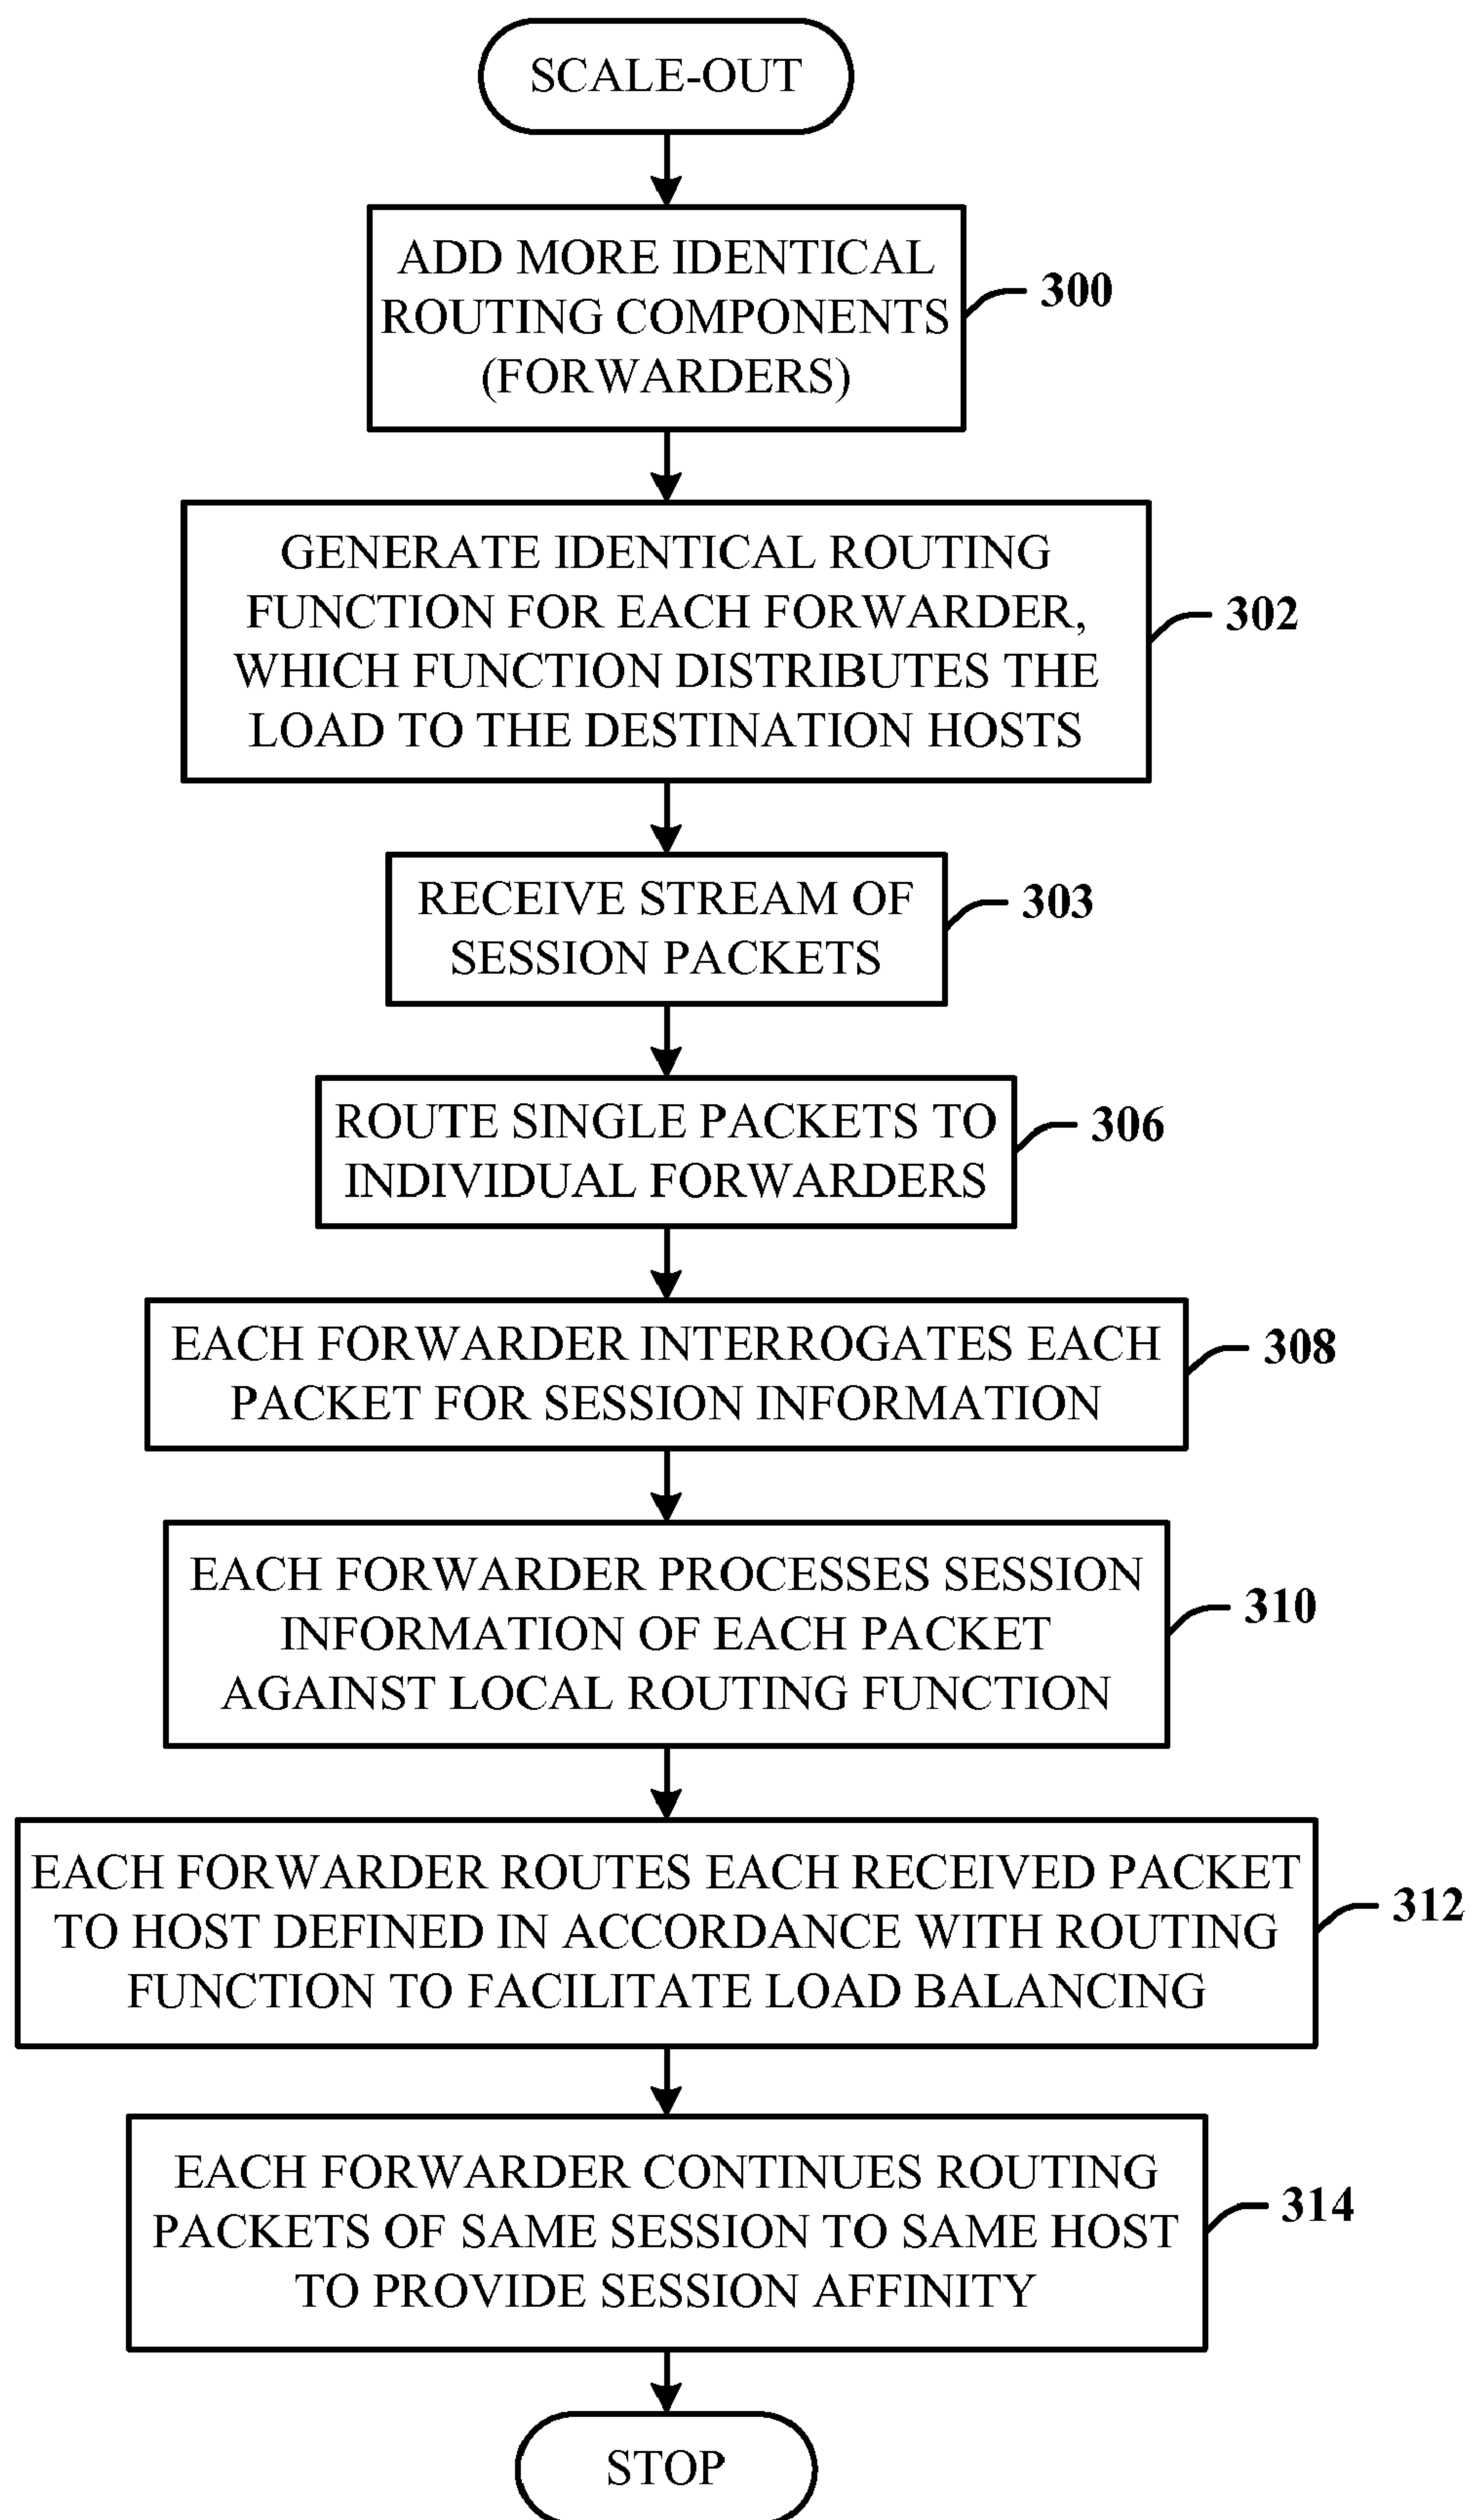 SCALE-OUT
ADD MORE IDENTICAL
ROUTING COMPONENTS
(FORWARDERS)
300
GENERATE IDENTICAL ROUTING
FUNCTION FOR EACH FORWARDER,
WHICH FUNCTION DISTRIBUTES THE
LOAD TO THE DESTINATION HOSTS
302
RECEIVE STREAM OF
SESSION PACKETS
303
ROUTE SINGLE PACKETS TO
INDIVIDUAL FORWARDERS
306
EACH FORWARDER INTERROGATES EACH
PACKET FOR SESSION INFORMATION
308
EACH FORWARDER PROCESSES SESSION
INFORMATION OF EACH PACKET
AGAINST LOCAL ROUTING FUNCTION
310
EACH FORWARDER ROUTES EACH RECEIVED PACKET
TO HOST DEFINED IN ACCORDANCE WITH ROUTING
FUNCTION TO FACILITATE LOAD BALANCING
312
EACH FORWARDER CONTINUES ROUTING
PACKETS OF SAME SESSION TO SAME HOST
TO PROVIDE SESSION AFFINITY
314
STOP